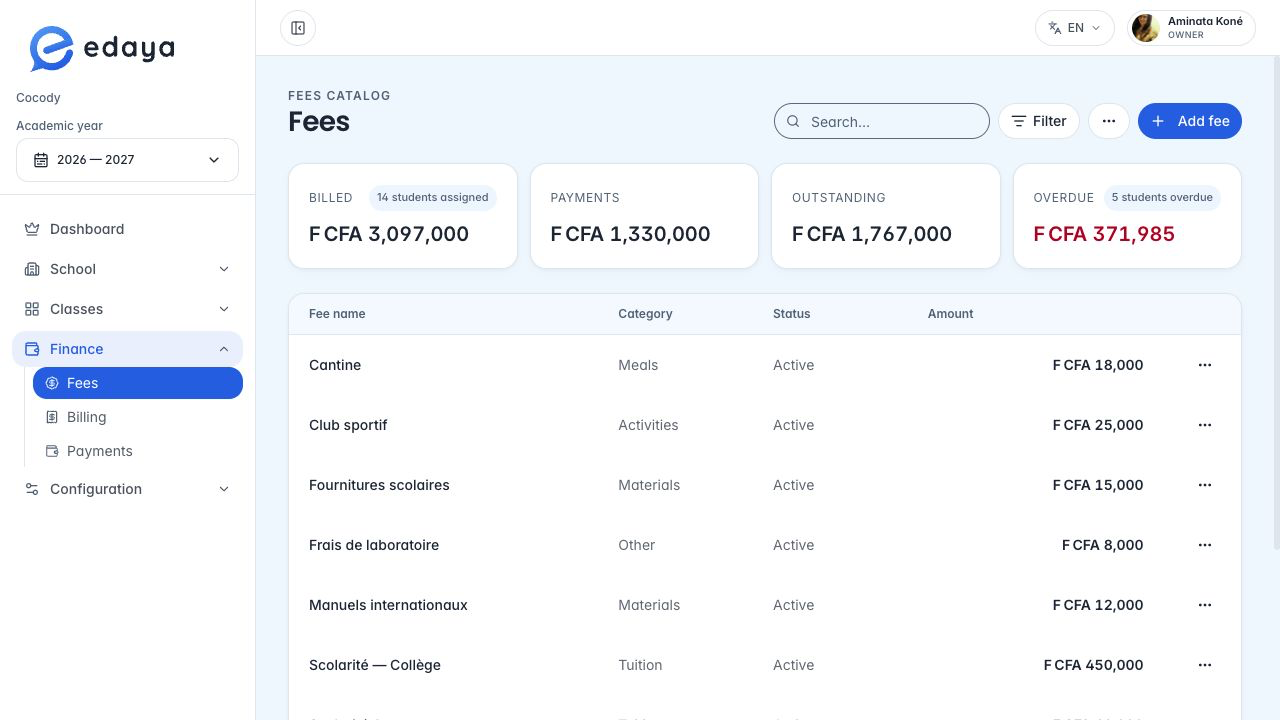 edaya
Cocody
Academic year
2026 — 2027
Dashboard
School
Classes
Finance
Fees
Billing
Payments
Configuration
EN
Aminata Koné
OWNER
FEES CATALOG
Fees
Search...
Filter
Add fee
BILLED 14 students assigned
F CFA 3,097,000
PAYMENTS
F CFA 1,330,000
OUTSTANDING
F CFA 1,767,000
OVERDUE 5 students overdue
F CFA 371,985
Fee name Category Status Amount
Cantine Meals Active F CFA 18,000
Club sportif Activities Active F CFA 25,000
Fournitures scolaires Materials Active F CFA 15,000
Frais de laboratoire Other Active F CFA 8,000
Manuels internationaux Materials Active F CFA 12,000
Scolarité — Collège Tuition Active F CFA 450,000